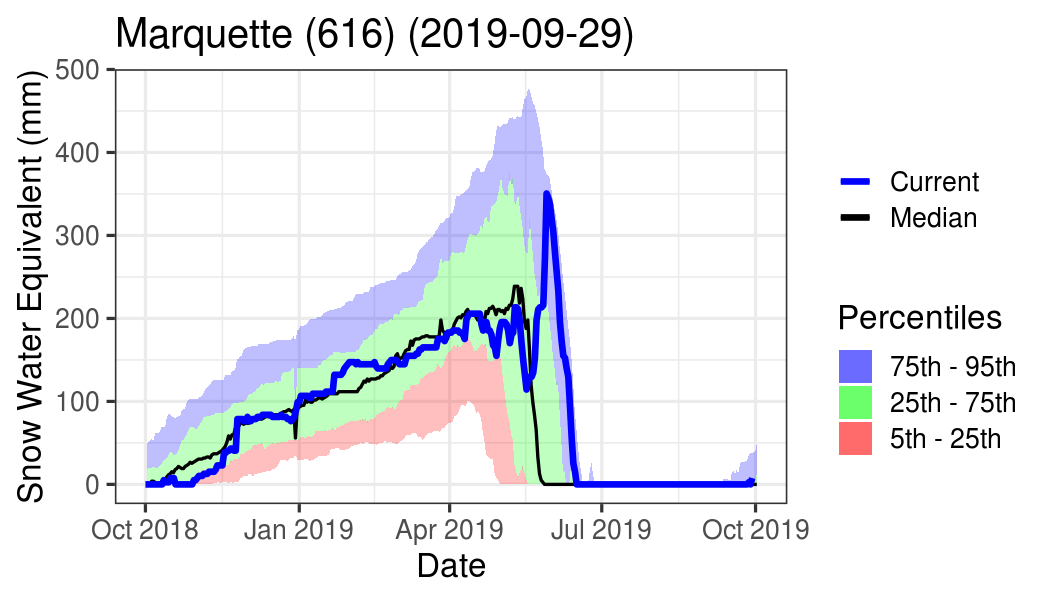 Marquette (616) (2019-09-29)
Snow Water Equivalent (mm)
500
400
300
200
100
0
Oct 2018
Jan 2019
Apr 2019
Jul 2019
Oct 2019
Date
Current
Median
Percentiles
75th - 95th
25th - 75th
5th - 25th